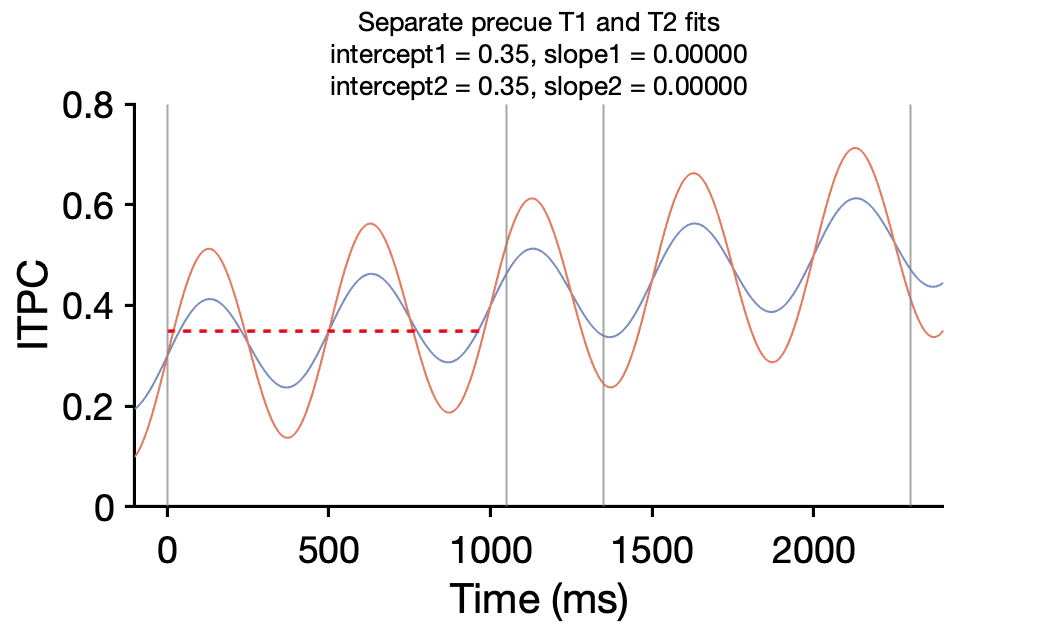 Separate precue T1 and T2 fits
intercept1 = 0.35, slope1 = 0.00000
intercept2 = 0.35, slope2 = 0.00000
0.8
0.6
0.4
0.2
0
ITPC
0 500 1000 1500 2000
Time (ms)